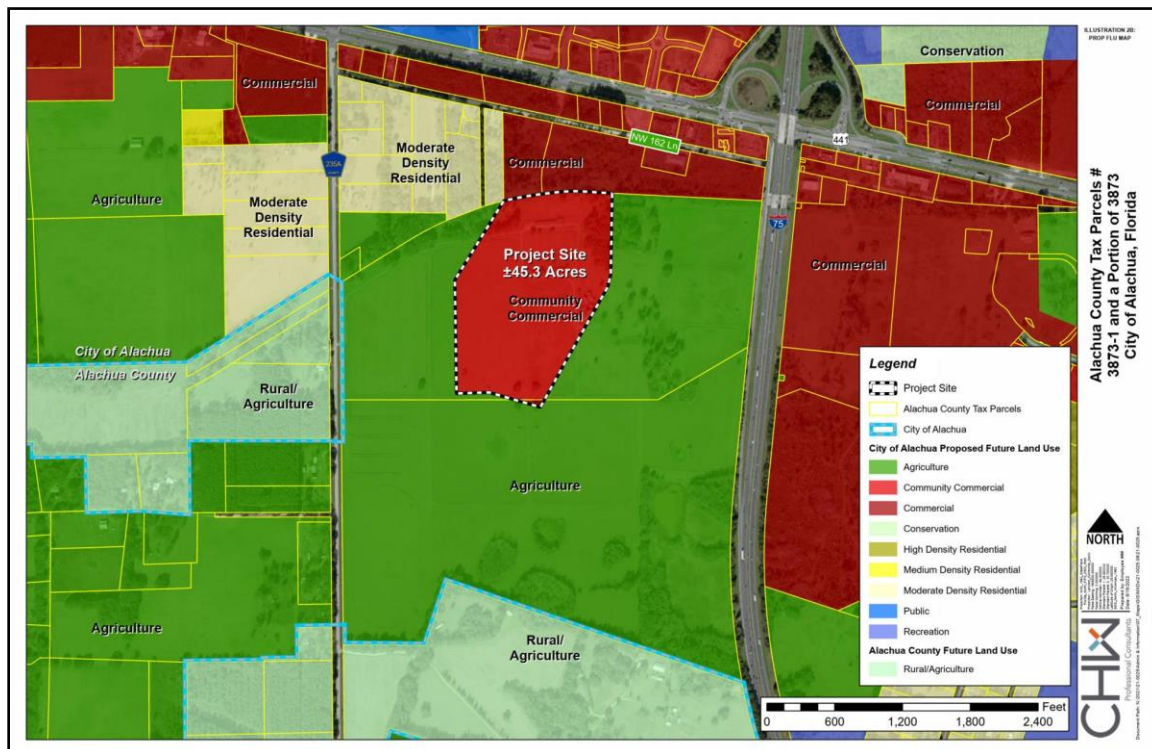 ILLUSTRATION 2B:
PROP FLU MAP
Conservation
Commercial
Commercial
441
NW 162 Ln
235A
Moderate
Density
Residential
Commercial
Agriculture
Moderate
Density
Residential
75
Commercial
Project Site
±45.3 Acres
Community
Commercial
City of Alachua
Alachua County
Rural/
Agriculture
Agriculture
Agriculture
Rural/
Agriculture
Legend
Project Site
Alachua County Tax Parcels
City of Alachua
City of Alachua Proposed Future Land Use
Agriculture
Community Commercial
Commercial
Conservation
High Density Residential
Medium Density Residential
Moderate Density Residential
Public
Recreation
Alachua County Future Land Use
Rural/Agriculture
Feet
0 600 1,200 1,800 2,400
Alachua County Tax Parcels #
3873-1 and a Portion of 3873
City of Alachua, Florida
NORTH
CHW
Professional Consultants